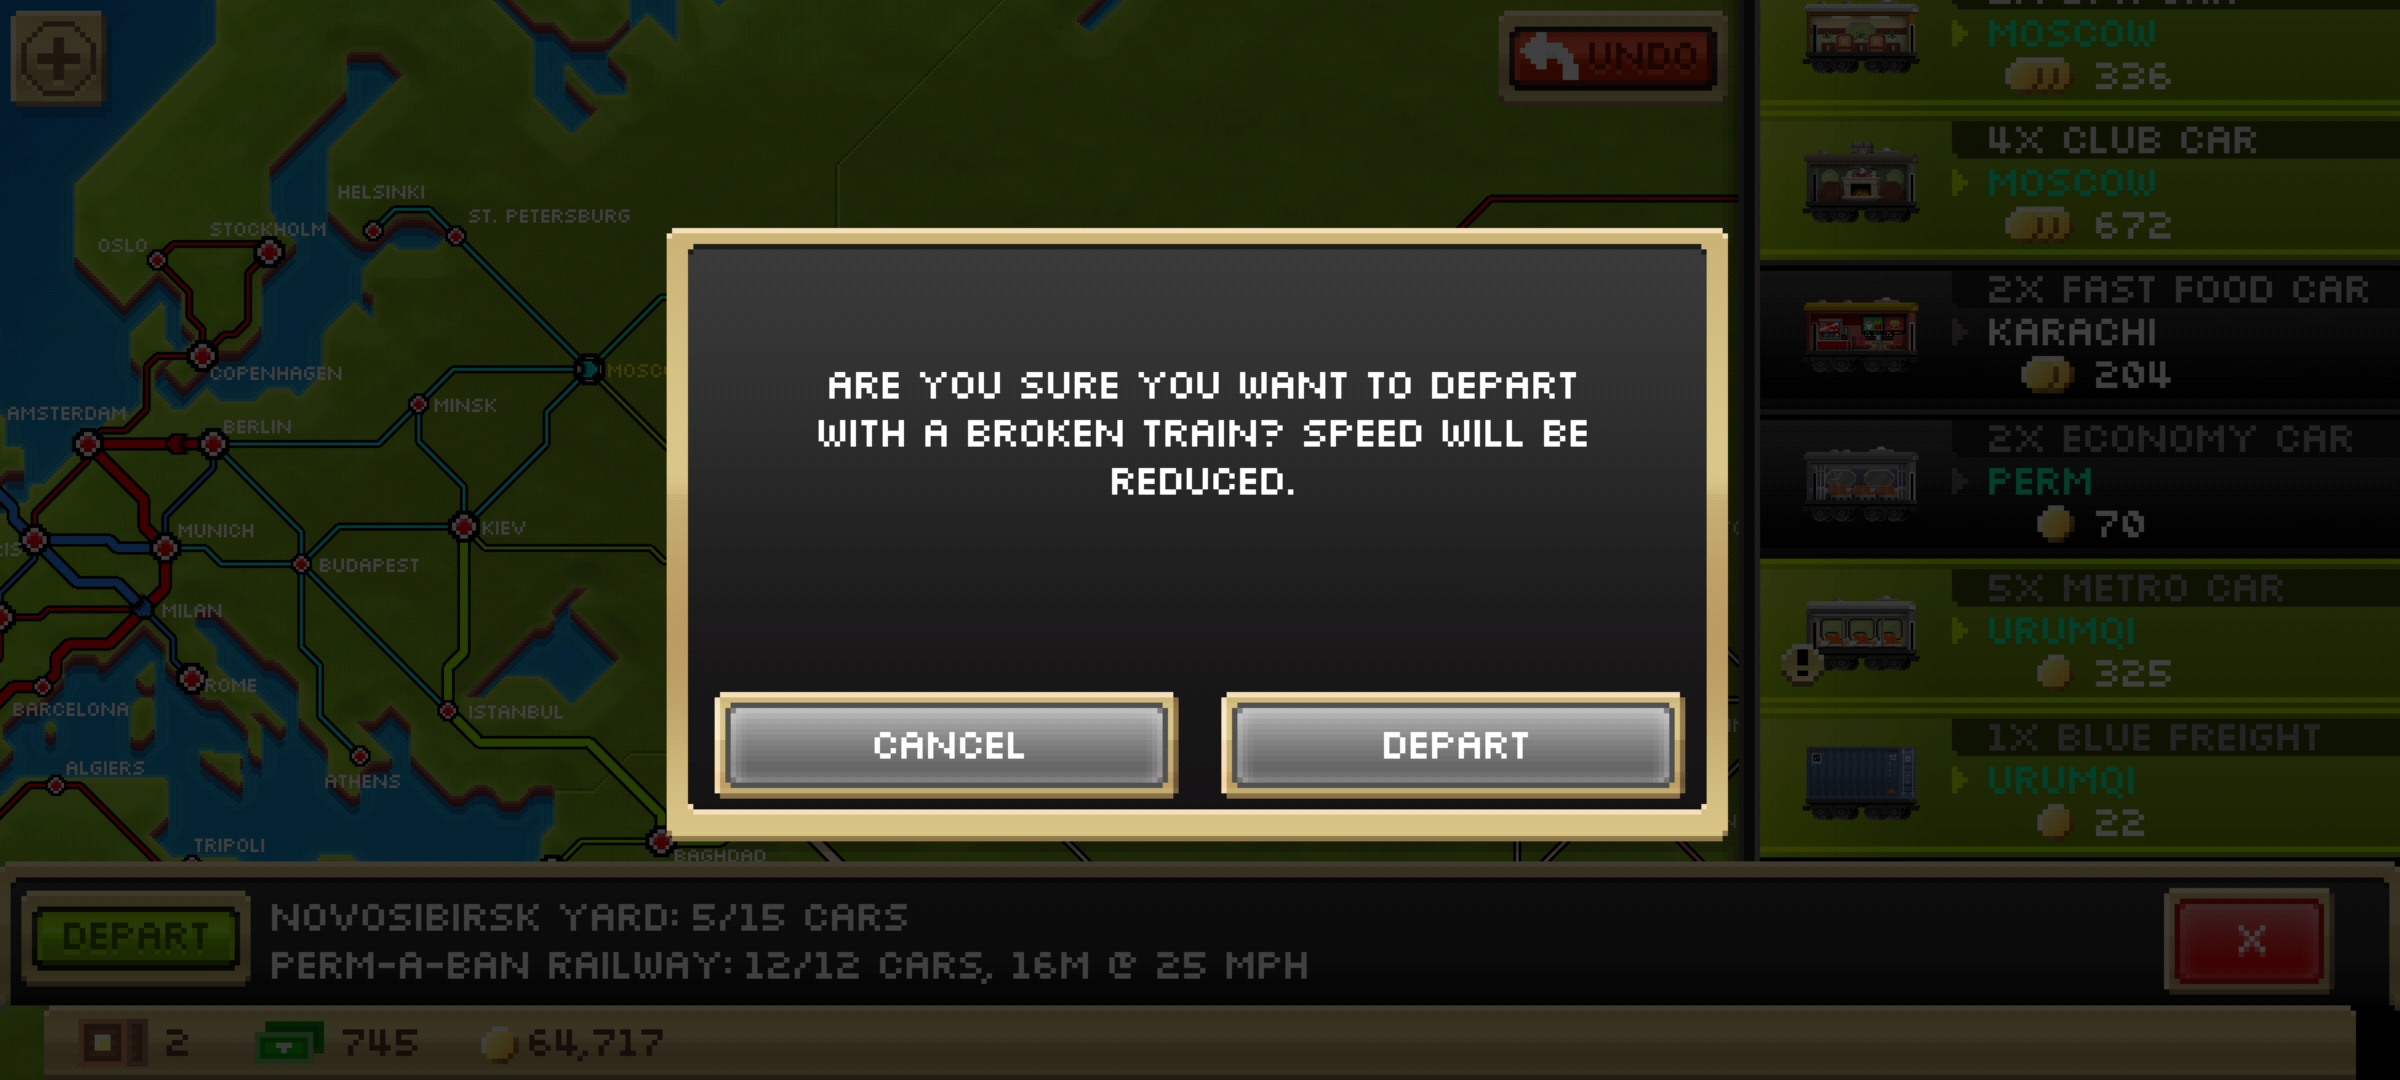 UNDO
MOSCOW
336
4X CLUB CAR
MOSCOW
672
2X FAST FOOD CAR
KARACHI
204
2X ECONOMY CAR
PERM
70
5X METRO CAR
URUMQI
325
1X BLUE FREIGHT
URUMQI
22
HELSINKI
ST. PETERSBURG
STOCKHOLM
OSLO
COPENHAGEN
MINSK
AMSTERDAM
BERLIN
MUNICH
KIEV
BUDAPEST
MILAN
ROME
BARCELONA
ISTANBUL
ALGIERS
ATHENS
TRIPOLI
BAGHDAD
ARE YOU SURE YOU WANT TO DEPART
WITH A BROKEN TRAIN? SPEED WILL BE
REDUCED.
CANCEL
DEPART
DEPART
NOVOSIBIRSK YARD: 5/15 CARS
PERM-A-BAN RAILWAY: 12/12 CARS, 16M @ 25 MPH
X
2
745
64,717